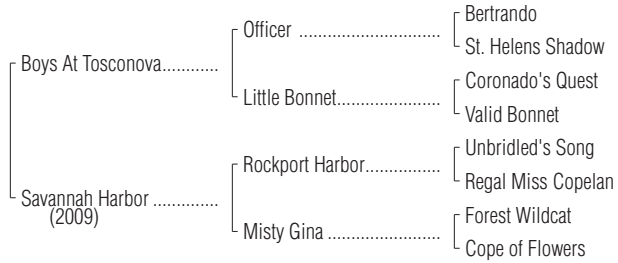 Bertrando
Officer ..............................
St. Helens Shadow
Boys At Tosconova............
Coronado's Quest
Little Bonnet......................
Valid Bonnet
Unbridled's Song
Rockport Harbor................
Regal Miss Copelan
Savannah Harbor ..............
(2009)
Forest Wildcat
Misty Gina ........................
Cope of Flowers